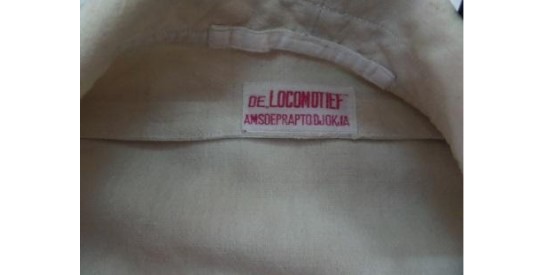 DE, LOCOMOTIEF
AMSOEPRAPTO DJOKJA